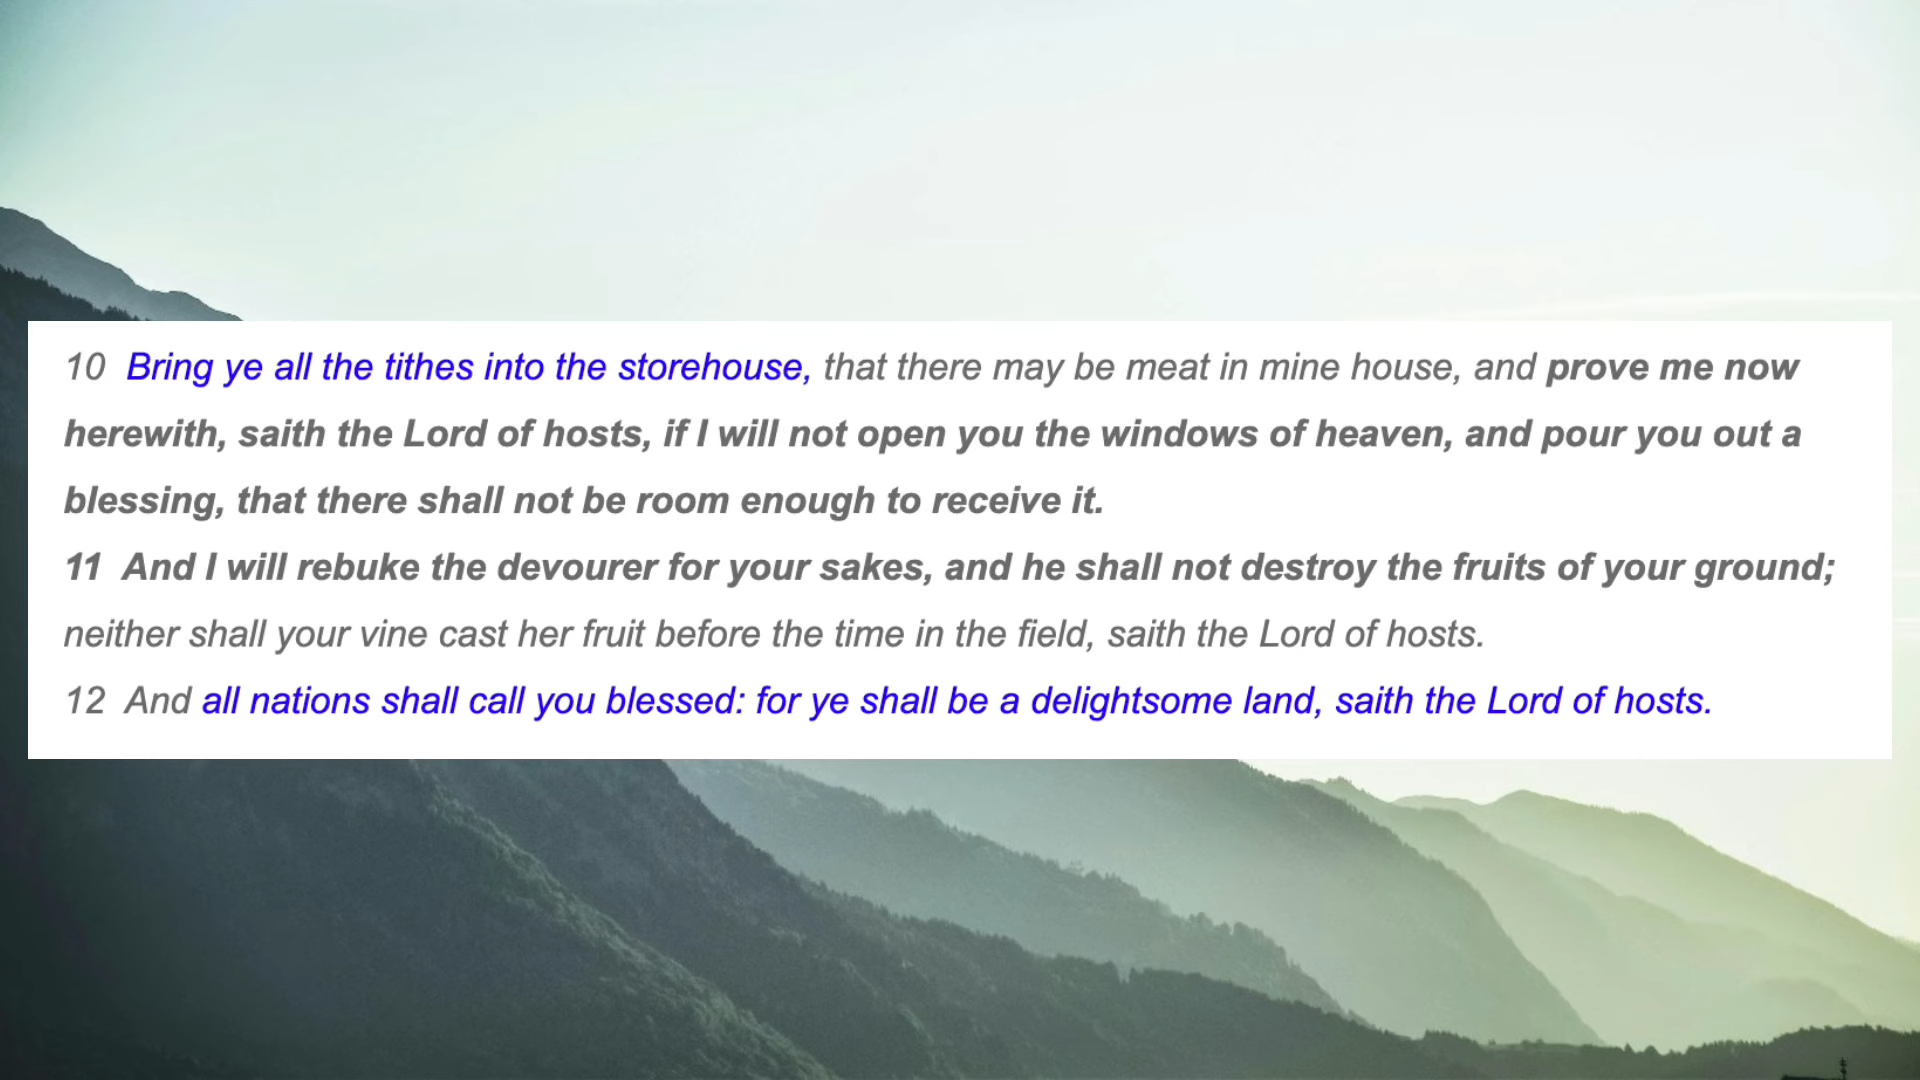 10 Bring ye all the tithes into the storehouse, that there may be meat in mine house, and prove me now
herewith, saith the Lord of hosts, if I will not open you the windows of heaven, and pour you out a
blessing, that there shall not be room enough to receive it.
11 And I will rebuke the devourer for your sakes, and he shall not destroy the fruits of your ground;
neither shall your vine cast her fruit before the time in the field, saith the Lord of hosts.
12 And all nations shall call you blessed: for ye shall be a delightsome land, saith the Lord of hosts.